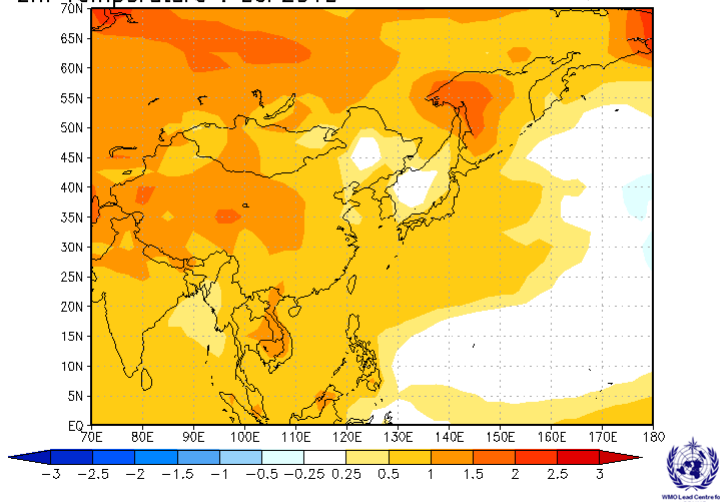 70N
65N
60N
55N
50N
45N
40N
35N
30N
25N
20N
15N
10N
5N
EQ
70E 80E 90E 100E 110E 120E 130E 140E 150E 160E 170E 180
−3 −2.5 −2 −1.5 −1 −0.5 −0.25 0.25 0.5 1 1.5 2 2.5 3
WMO Lead Centre fo